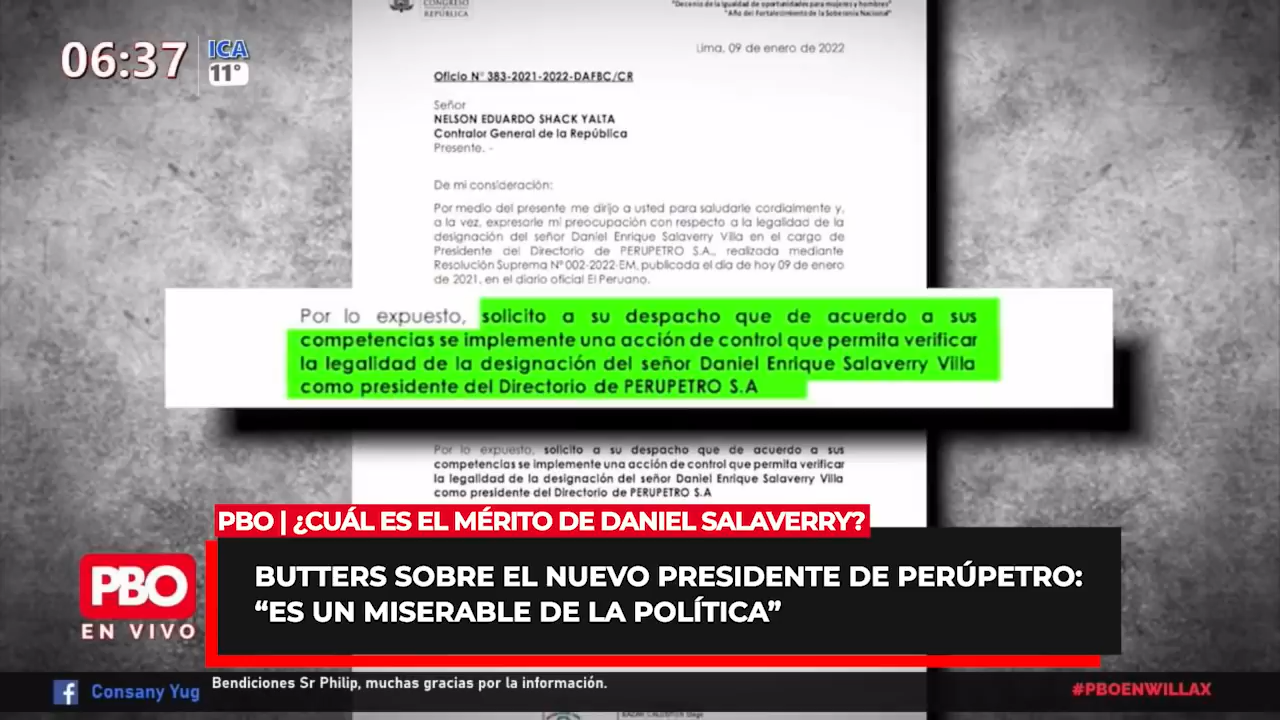 CONGRESO
REPÚBLICA
"Decenio de la Igualdad de oportunidades para mujeres y hombres"
"Año del Fortalecimiento de la Soberanía Nacional"
06:37
ICA
11°
Lima, 09 de enero de 2022
Oficio N° 383-2021-2022-DAFBC/CR
Señor
NELSON EDUARDO SHACK YALTA
Contralor General de la República
Presente. -
De mi consideración:
Por medio del presente me dirijo a usted para saludarle cordialmente y,
a la vez, expresarle mi preocupación con respecto a la legalidad de la
designación del señor Daniel Enrique Salaverry Villa en el cargo de
Presidente del Directorio de PERUPETRO S.A., realizada mediante
Resolución Suprema N° 002-2022-EM, publicada el día de hoy 09 de enero
de 2021, en el diario oficial El Peruano.
Por lo expuesto, solicito a su despacho que de acuerdo a sus
competencias se implemente una acción de control que permita verificar
la legalidad de la designación del señor Daniel Enrique Salaverry Villa
como presidente del Directorio de PERUPETRO S.A
Por lo expuesto, solicito a su despacho que de acuerdo a sus
competencias se implemente una acción de control que permita verificar
la legalidad de la designación del señor Daniel Enrique Salaverry Villa
como presidente del Directorio de PERUPETRO S.A
PBO | ¿CUÁL ES EL MÉRITO DE DANIEL SALAVERRY?
BUTTERS SOBRE EL NUEVO PRESIDENTE DE PERÚPETRO:
“ES UN MISERABLE DE LA POLÍTICA”
PBO
EN VIVO
Consany Yug
Bendiciones Sr Philip, muchas gracias por la información.
#PBOENWILLAX